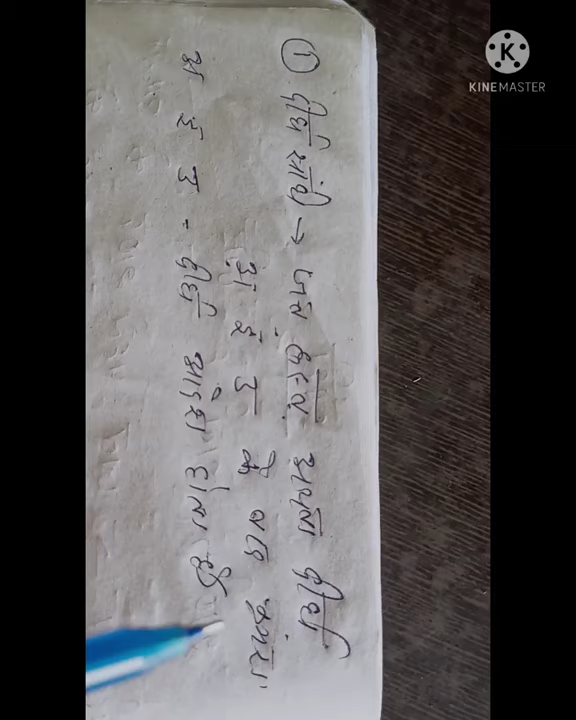 ① दीर्घ संधि → जब ह्रस्व अथवा दीर्घ
अ इ उ के बाद क्रमशः
अ इ उ - दीर्घ आदेश होता है
KINEMASTER